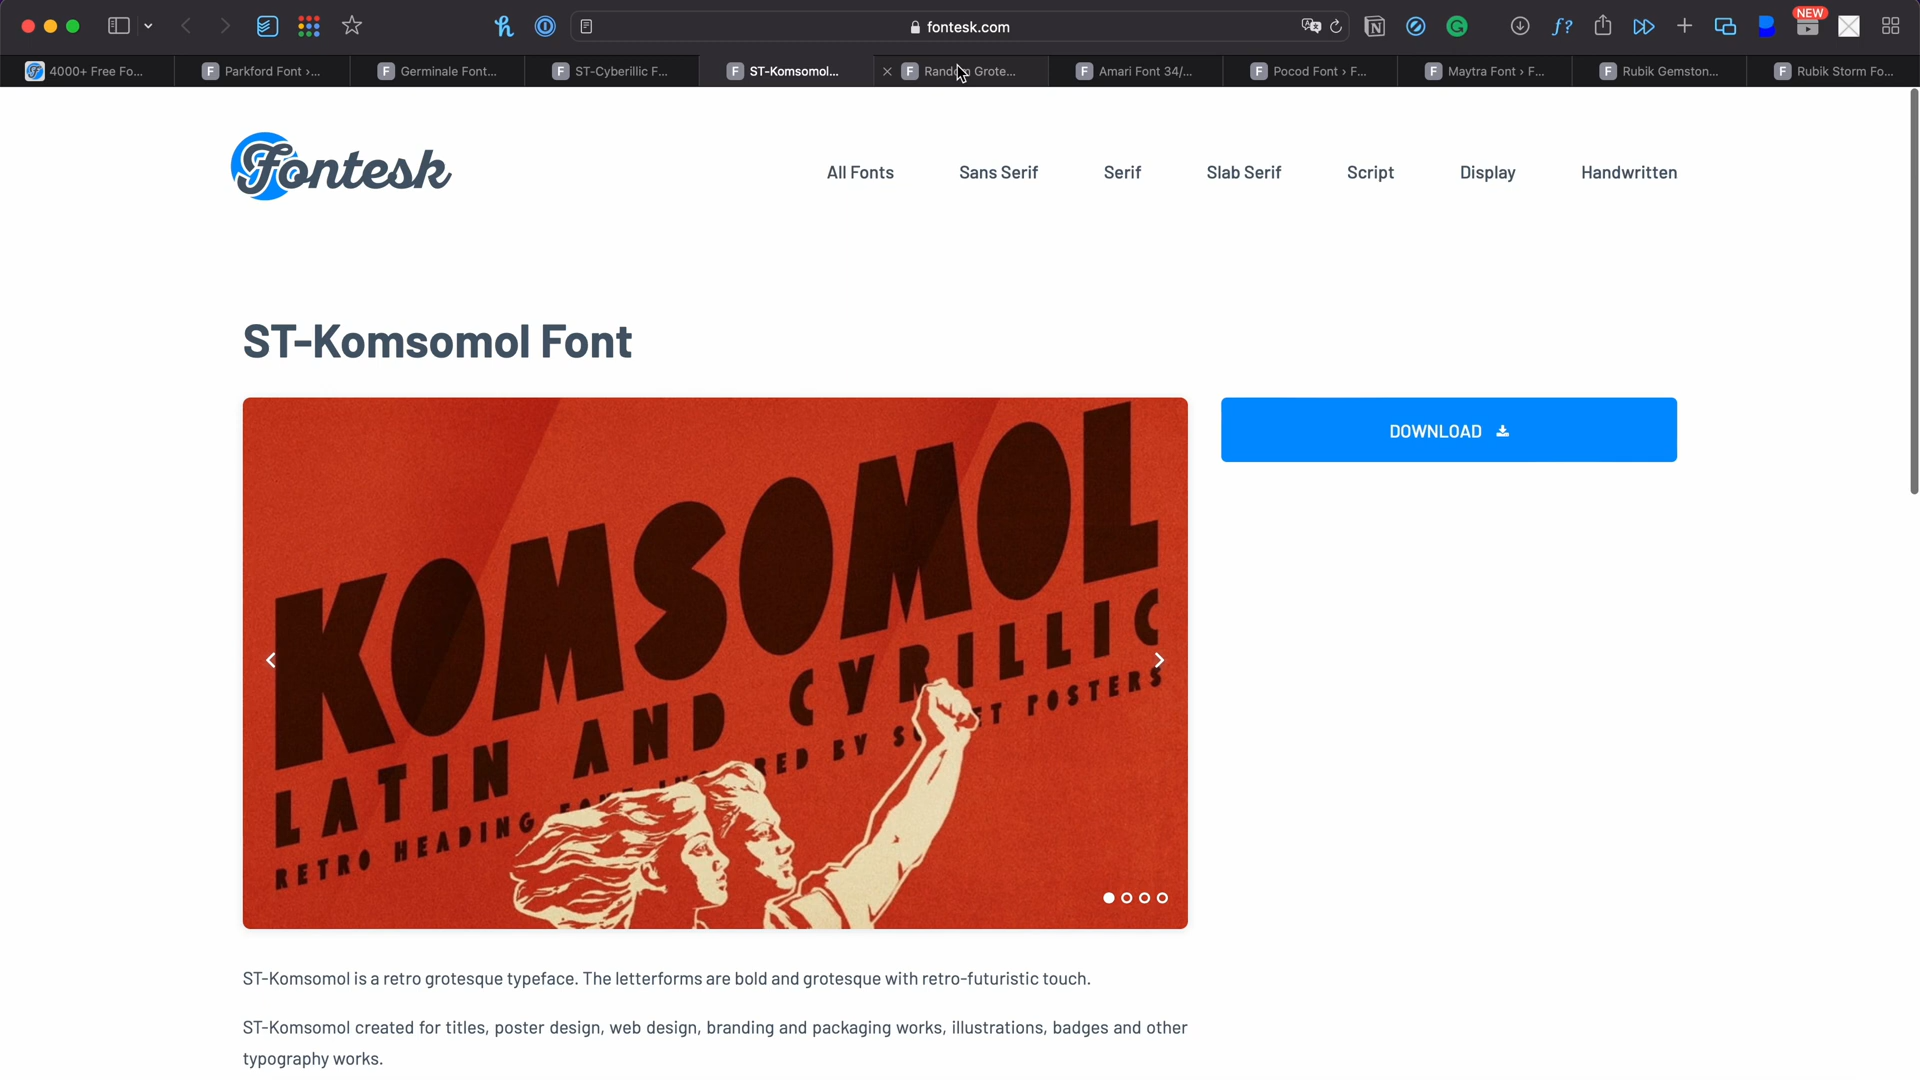 fontesk.com
NEW
4000+ Free Fo...
Parkford Font ›...
Germinale Font...
ST-Cyberillic F...
ST-Komsomol...
Random Grote...
Amari Font 34/...
Pocod Font › F...
Maytra Font › F...
Rubik Gemston...
Rubik Storm Fo...
Fontesk
All Fonts
Sans Serif
Serif
Slab Serif
Script
Display
Handwritten
ST-Komsomol Font
DOWNLOAD
KOMSOMOL
LATIN AND CYRILLIC
RETRO HEADING BY POSTERS
ST-Komsomol is a retro grotesque typeface. The letterforms are bold and grotesque with retro-futuristic touch.
ST-Komsomol created for titles, poster design, web design, branding and packaging works, illustrations, badges and other
typography works.